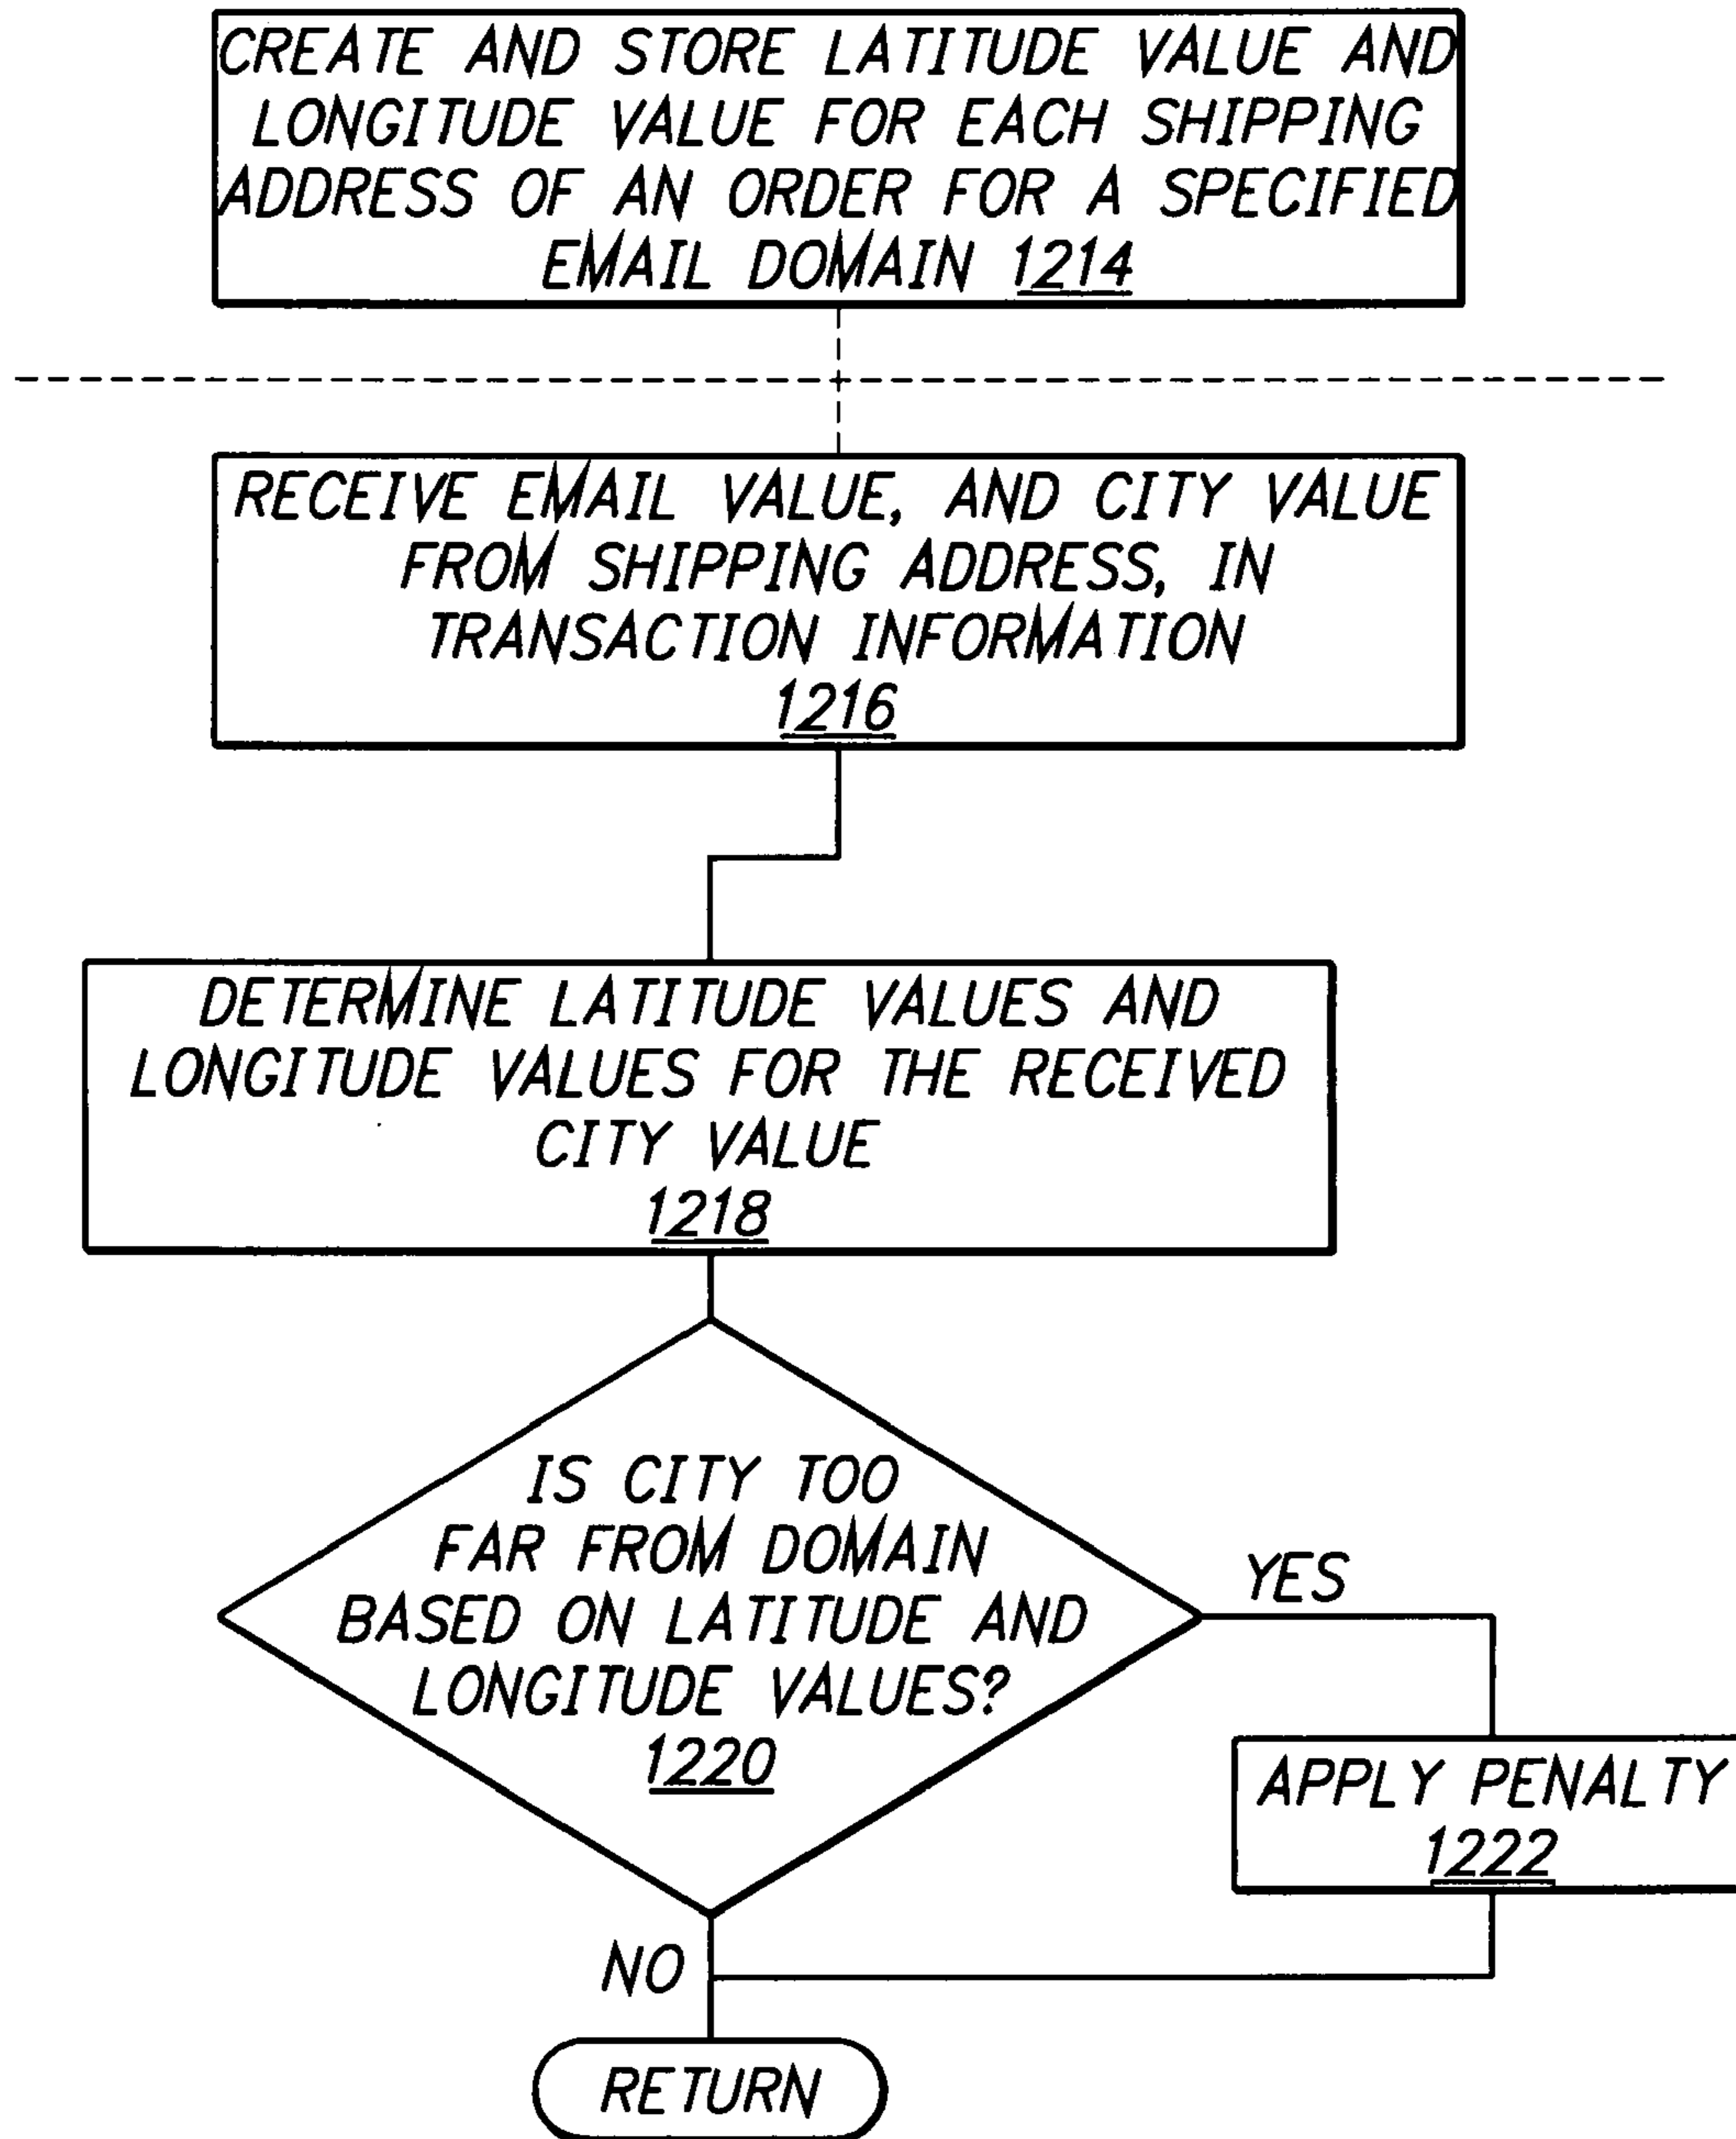 CREATE AND STORE LATITUDE VALUE AND
LONGITUDE VALUE FOR EACH SHIPPING
ADDRESS OF AN ORDER FOR A SPECIFIED
EMAIL DOMAIN 1214
RECEIVE EMAIL VALUE, AND CITY VALUE
FROM SHIPPING ADDRESS, IN
TRANSACTION INFORMATION
1216
DETERMINE LATITUDE VALUES AND
LONGITUDE VALUES FOR THE RECEIVED
CITY VALUE
1218
IS CITY TOO
FAR FROM DOMAIN
BASED ON LATITUDE AND
LONGITUDE VALUES?
1220
YES
APPLY PENALTY
1222
NO
RETURN